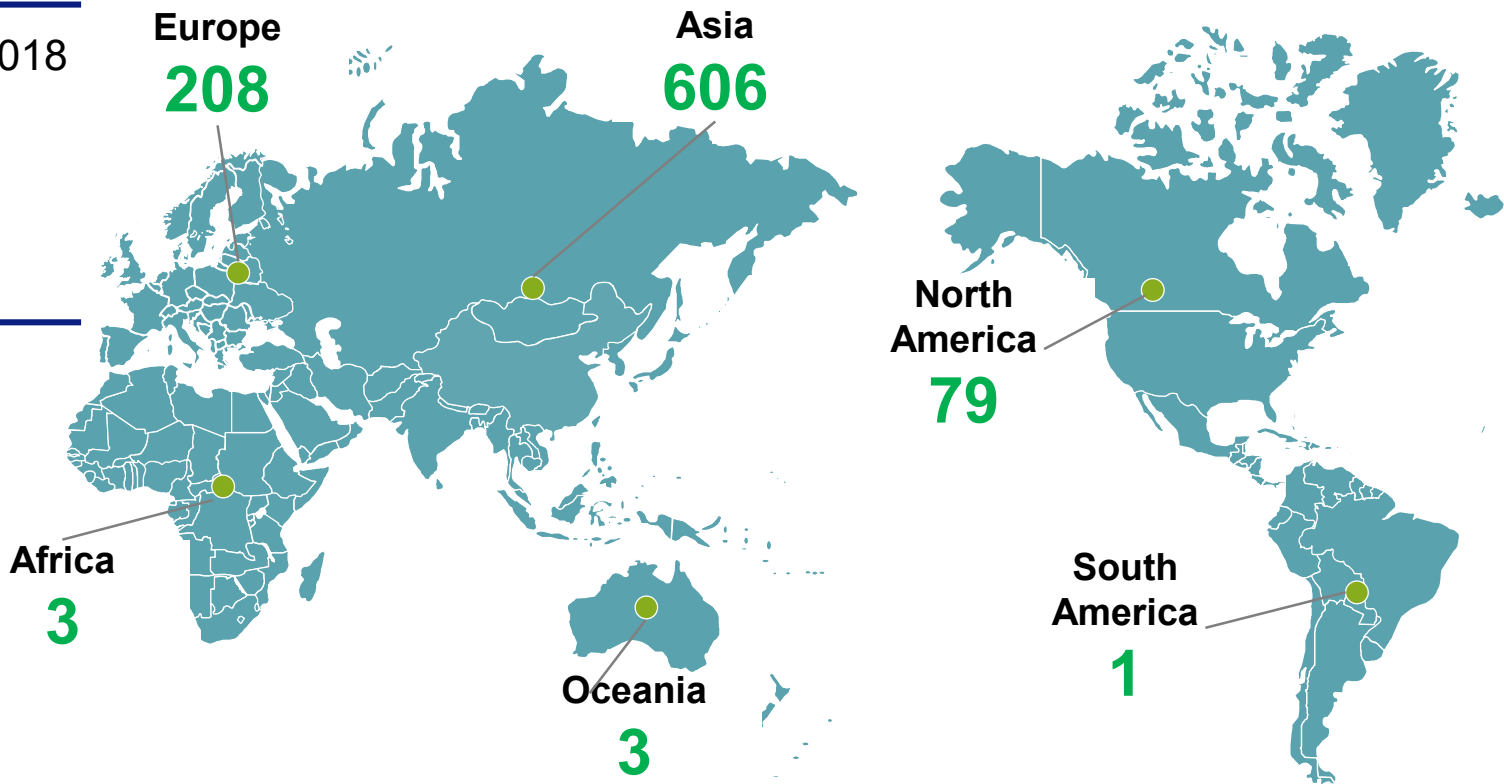 018
Europe
208
Asia
606
North
America
79
Africa
3
Oceania
3
South
America
1